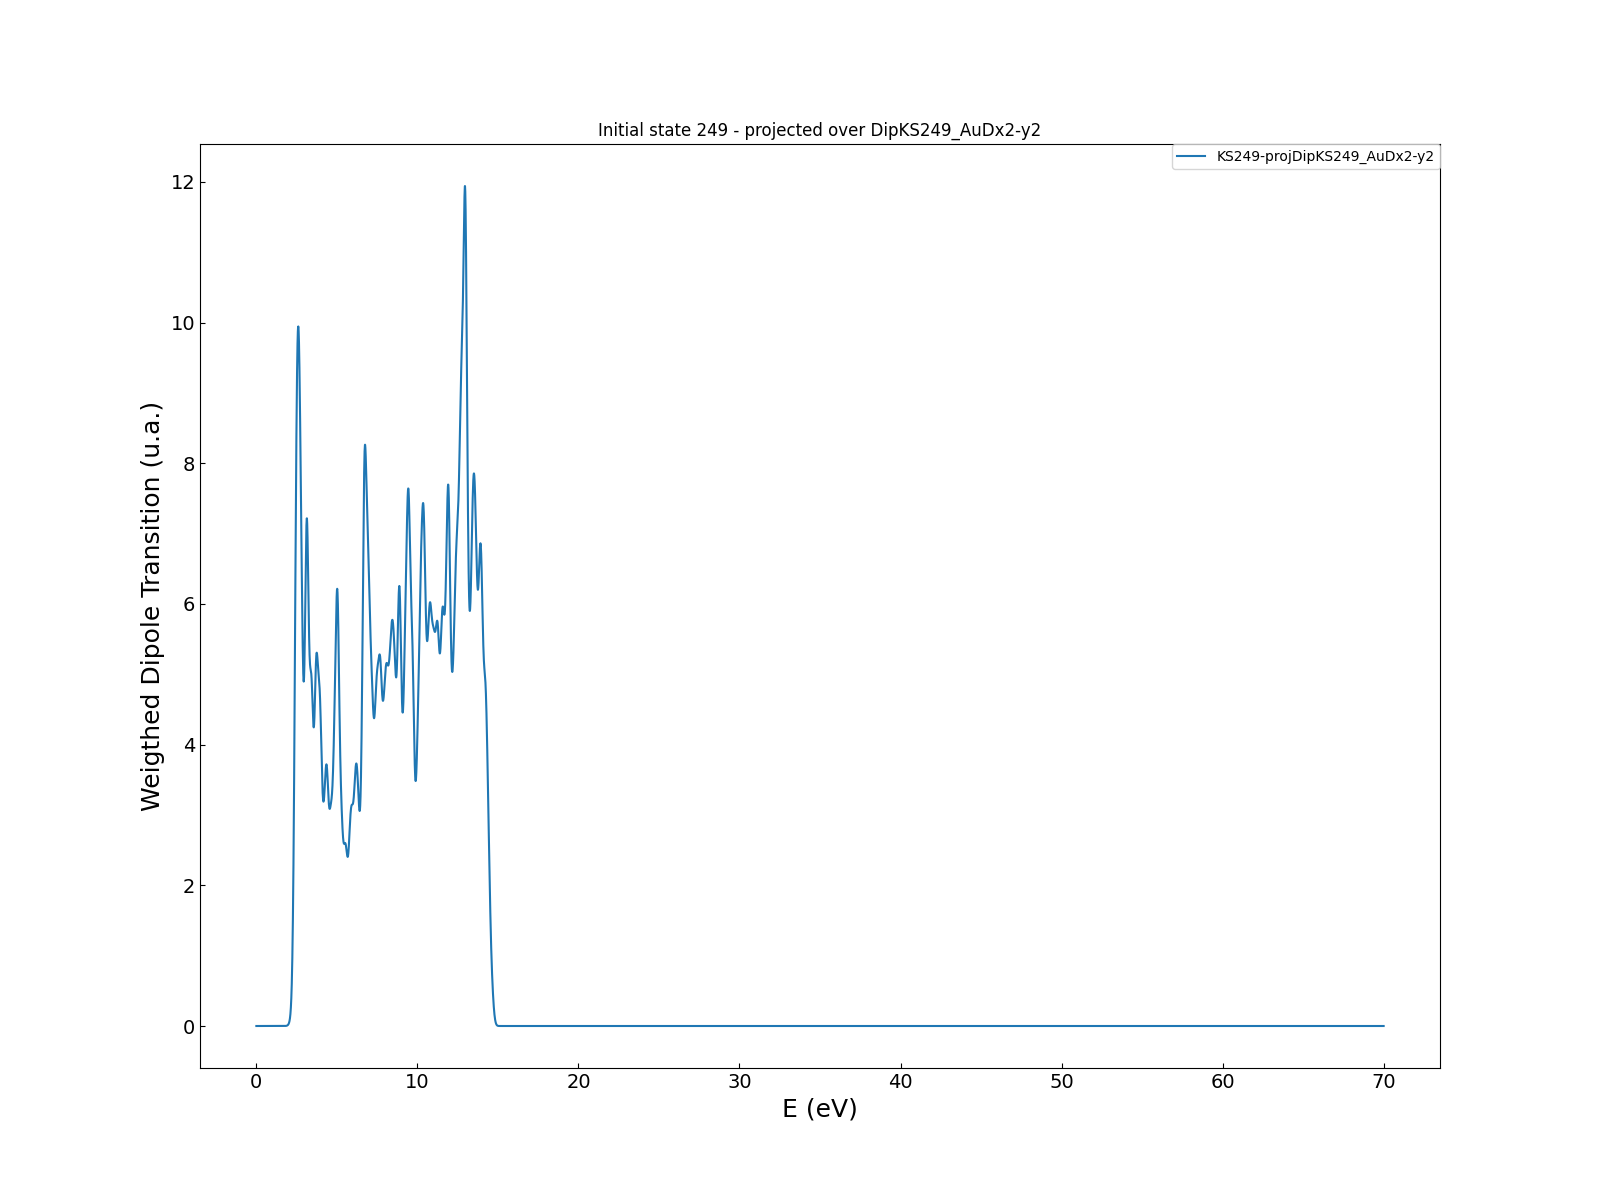 Initial state 249 - projected over DipKS249_AuDx2-y2
KS249-projDipKS249_AuDx2-y2
Weigthed Dipole Transition (u.a.)
12
10
8
6
4
2
0
0 10 20 30 40 50 60 70
E (eV)